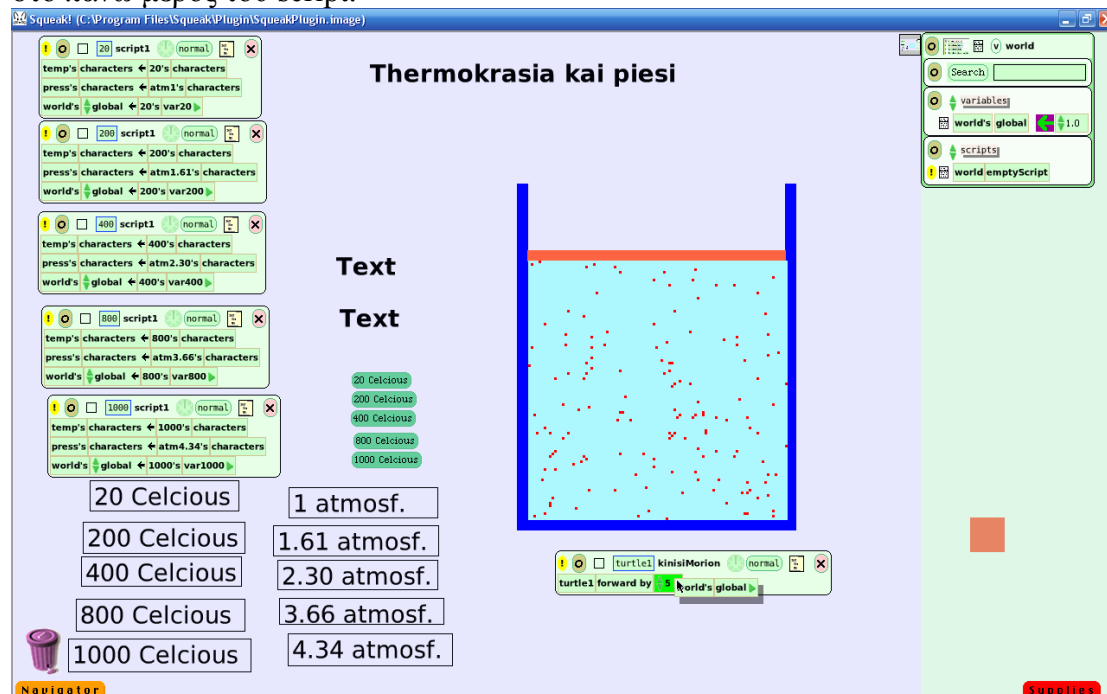 στο πάνω μέρος του script.
Squeak! (C:\Program Files\Squeak\Plugin\SqueakPlugin.image)
! 20 script1 normal
temp's characters ← 20's characters
press's characters ← atm1's characters
world's global ← 20's var20
! 200 script1 normal
temp's characters ← 200's characters
press's characters ← atm1.61's characters
world's global ← 200's var200
! 400 script1 normal
temp's characters ← 400's characters
press's characters ← atm2.30's characters
world's global ← 400's var400
! 800 script1 normal
temp's characters ← 800's characters
press's characters ← atm3.66's characters
world's global ← 800's var800
! 1000 script1 normal
temp's characters ← 1000's characters
press's characters ← atm4.34's characters
world's global ← 1000's var1000
Thermokrasia kai piesi
Text
Text
20 Celcious
200 Celcious
400 Celcious
800 Celcious
1000 Celcious
20 Celcious
200 Celcious
400 Celcious
800 Celcious
1000 Celcious
1 atmosf.
1.61 atmosf.
2.30 atmosf.
3.66 atmosf.
4.34 atmosf.
! turtle1 kinisiMorion normal
turtle1 forward by 5
world's global
v world
Search
variables
world's global 1.0
scripts
! world emptyScript
Navigator
Supplies